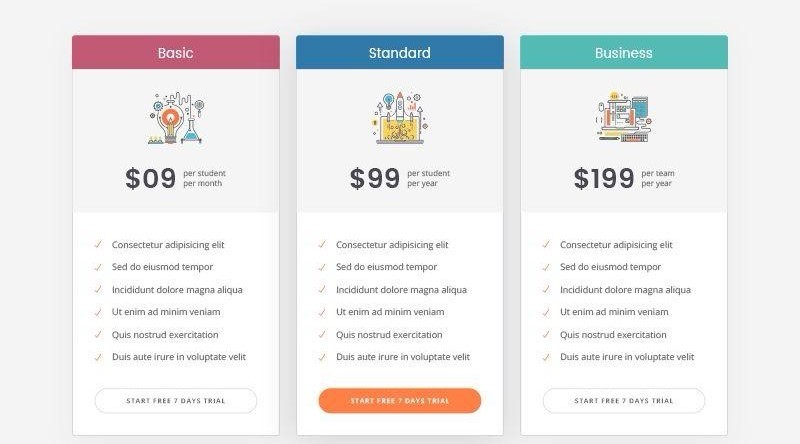 Basic
$09 per student
per month
✓ Consectetur adipisicing elit
✓ Sed do eiusmod tempor
✓ Incididunt dolore magna aliqua
✓ Ut enim ad minim veniam
✓ Quis nostrud exercitation
✓ Duis aute irure in voluptate velit
START FREE 7 DAYS TRIAL
Standard
$99 per student
per year
✓ Consectetur adipisicing elit
✓ Sed do eiusmod tempor
✓ Incididunt dolore magna aliqua
✓ Ut enim ad minim veniam
✓ Quis nostrud exercitation
✓ Duis aute irure in voluptate velit
START FREE 7 DAYS TRIAL
Business
$199 per team
per year
✓ Consectetur adipisicing elit
✓ Sed do eiusmod tempor
✓ Incididunt dolore magna aliqua
✓ Ut enim ad minim veniam
✓ Quis nostrud exercitation
✓ Duis aute irure in voluptate velit
START FREE 7 DAYS TRIAL